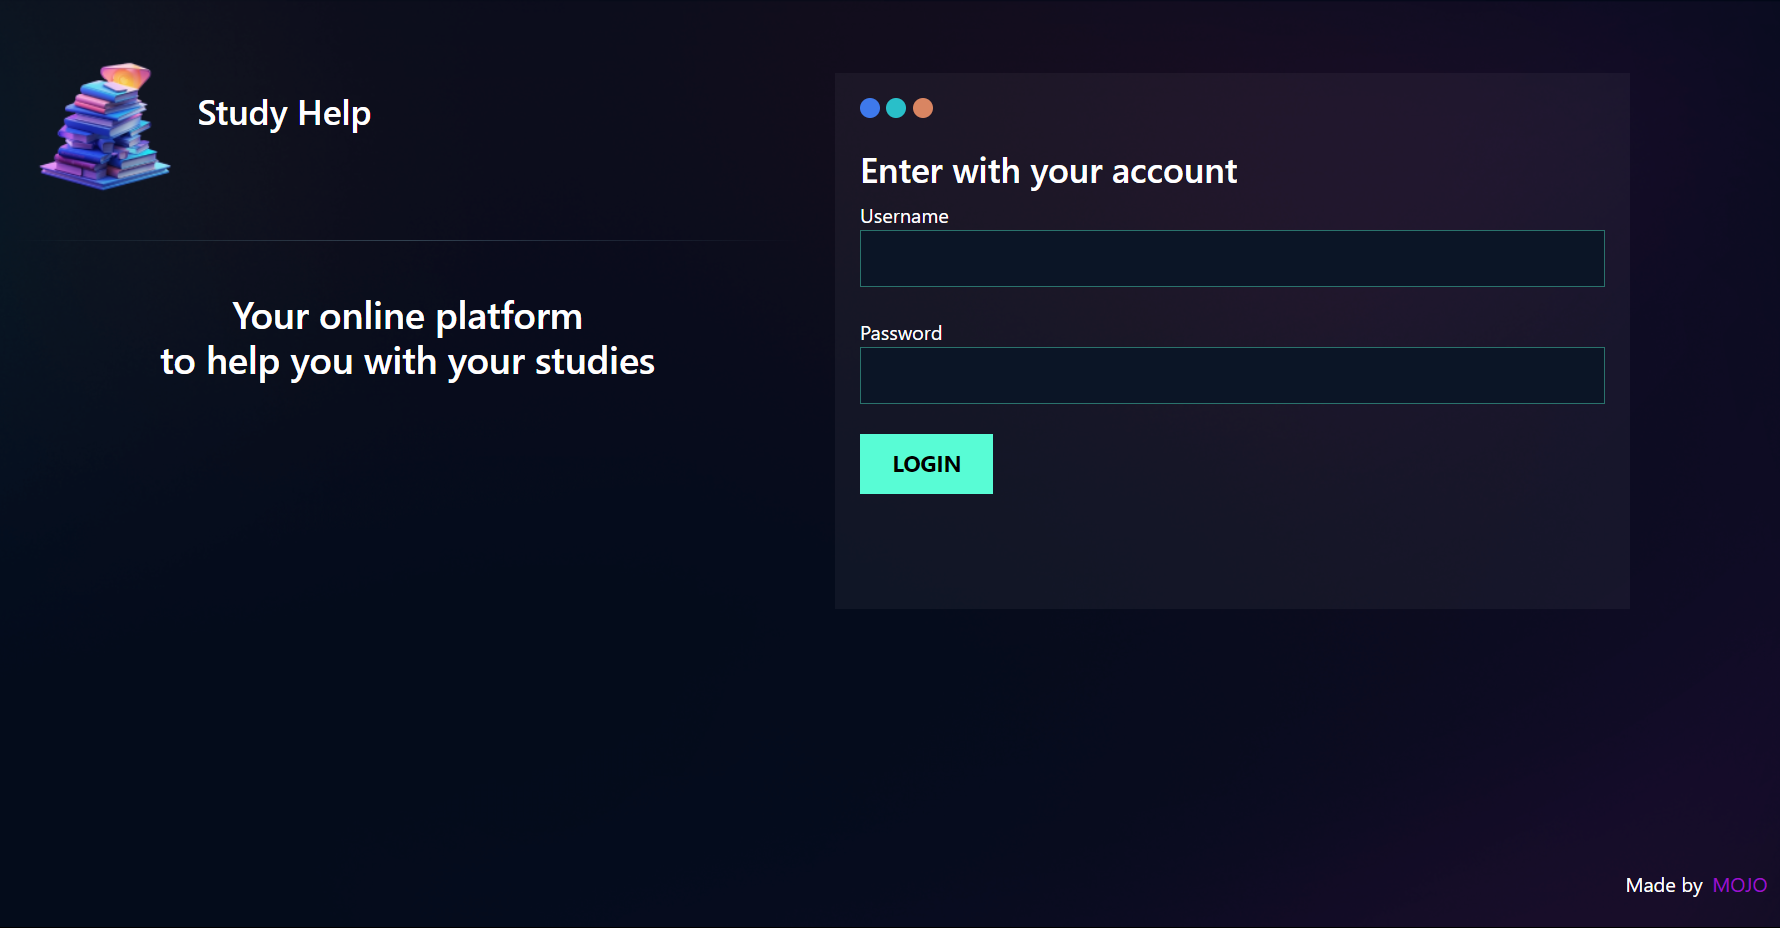 Study Help
Your online platform
to help you with your studies
Enter with your account
Username
Password
LOGIN
Made by MOJO